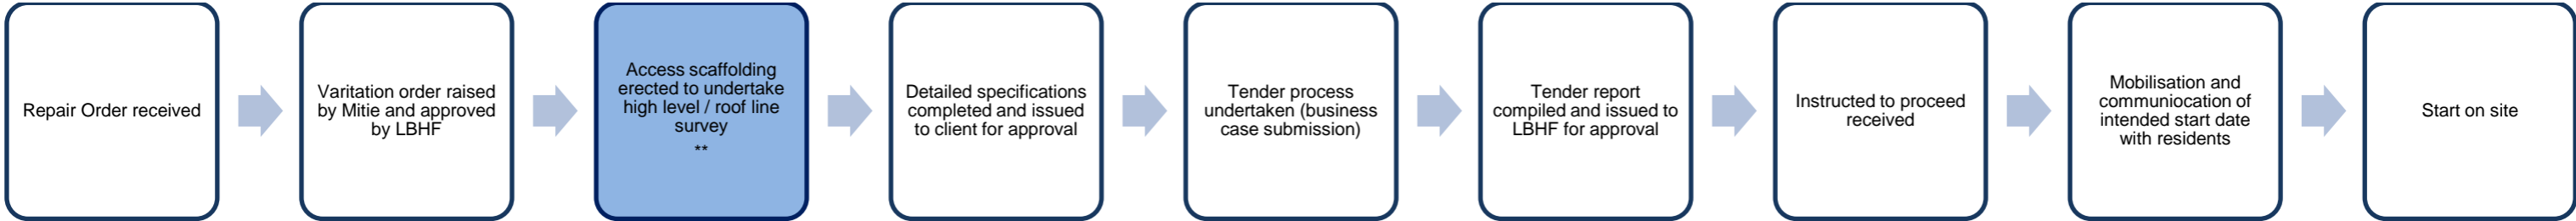 Repair Order received
Varitation order raised
by Mitie and approved
by LBHF
Access scaffolding
erected to undertake
high level / roof line
survey
**
Detailed specifications
completed and issued
to client for approval
Tender process
undertaken (business
case submission)
Tender report
compiled and issued to
LBHF for approval
Instructed to proceed
received
Mobilisation and
communiocation of
intended start date
with residents
Start on site